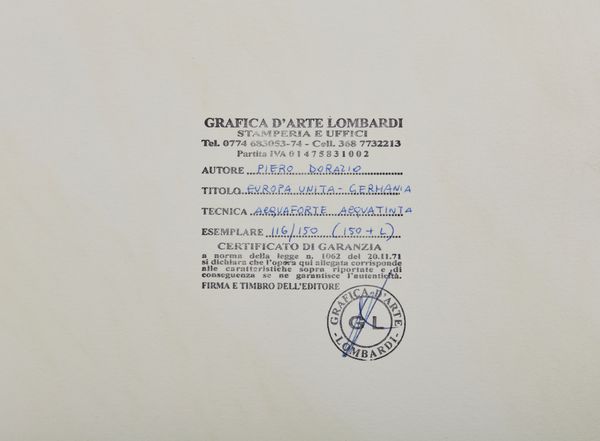 GRAFICA D'ARTE LOMBARDI
STAMPERIA E UFFICI
Tel. 0774 683053-74 - Cell. 368 7732213
Partita IVA 01475831002
AUTORE PIERO DORAZIO
TITOLO EUROPA UNITA - GERMANIA
TECNICA ACQUAFORTE ACQUATINTA
ESEMPLARE 116/150 (150 + L)
CERTIFICATO DI GARANZIA
a norma della legge n. 1062 del 20.11.71
si dichiara che l'opera qui allegata corrisponde
alle caratteristiche sopra riportate e di
conseguenza se ne garantisce l'autenticità.
FIRMA E TIMBRO DELL'EDITORE
GRAFICA D'ARTE
GL
- LOMBARDI -